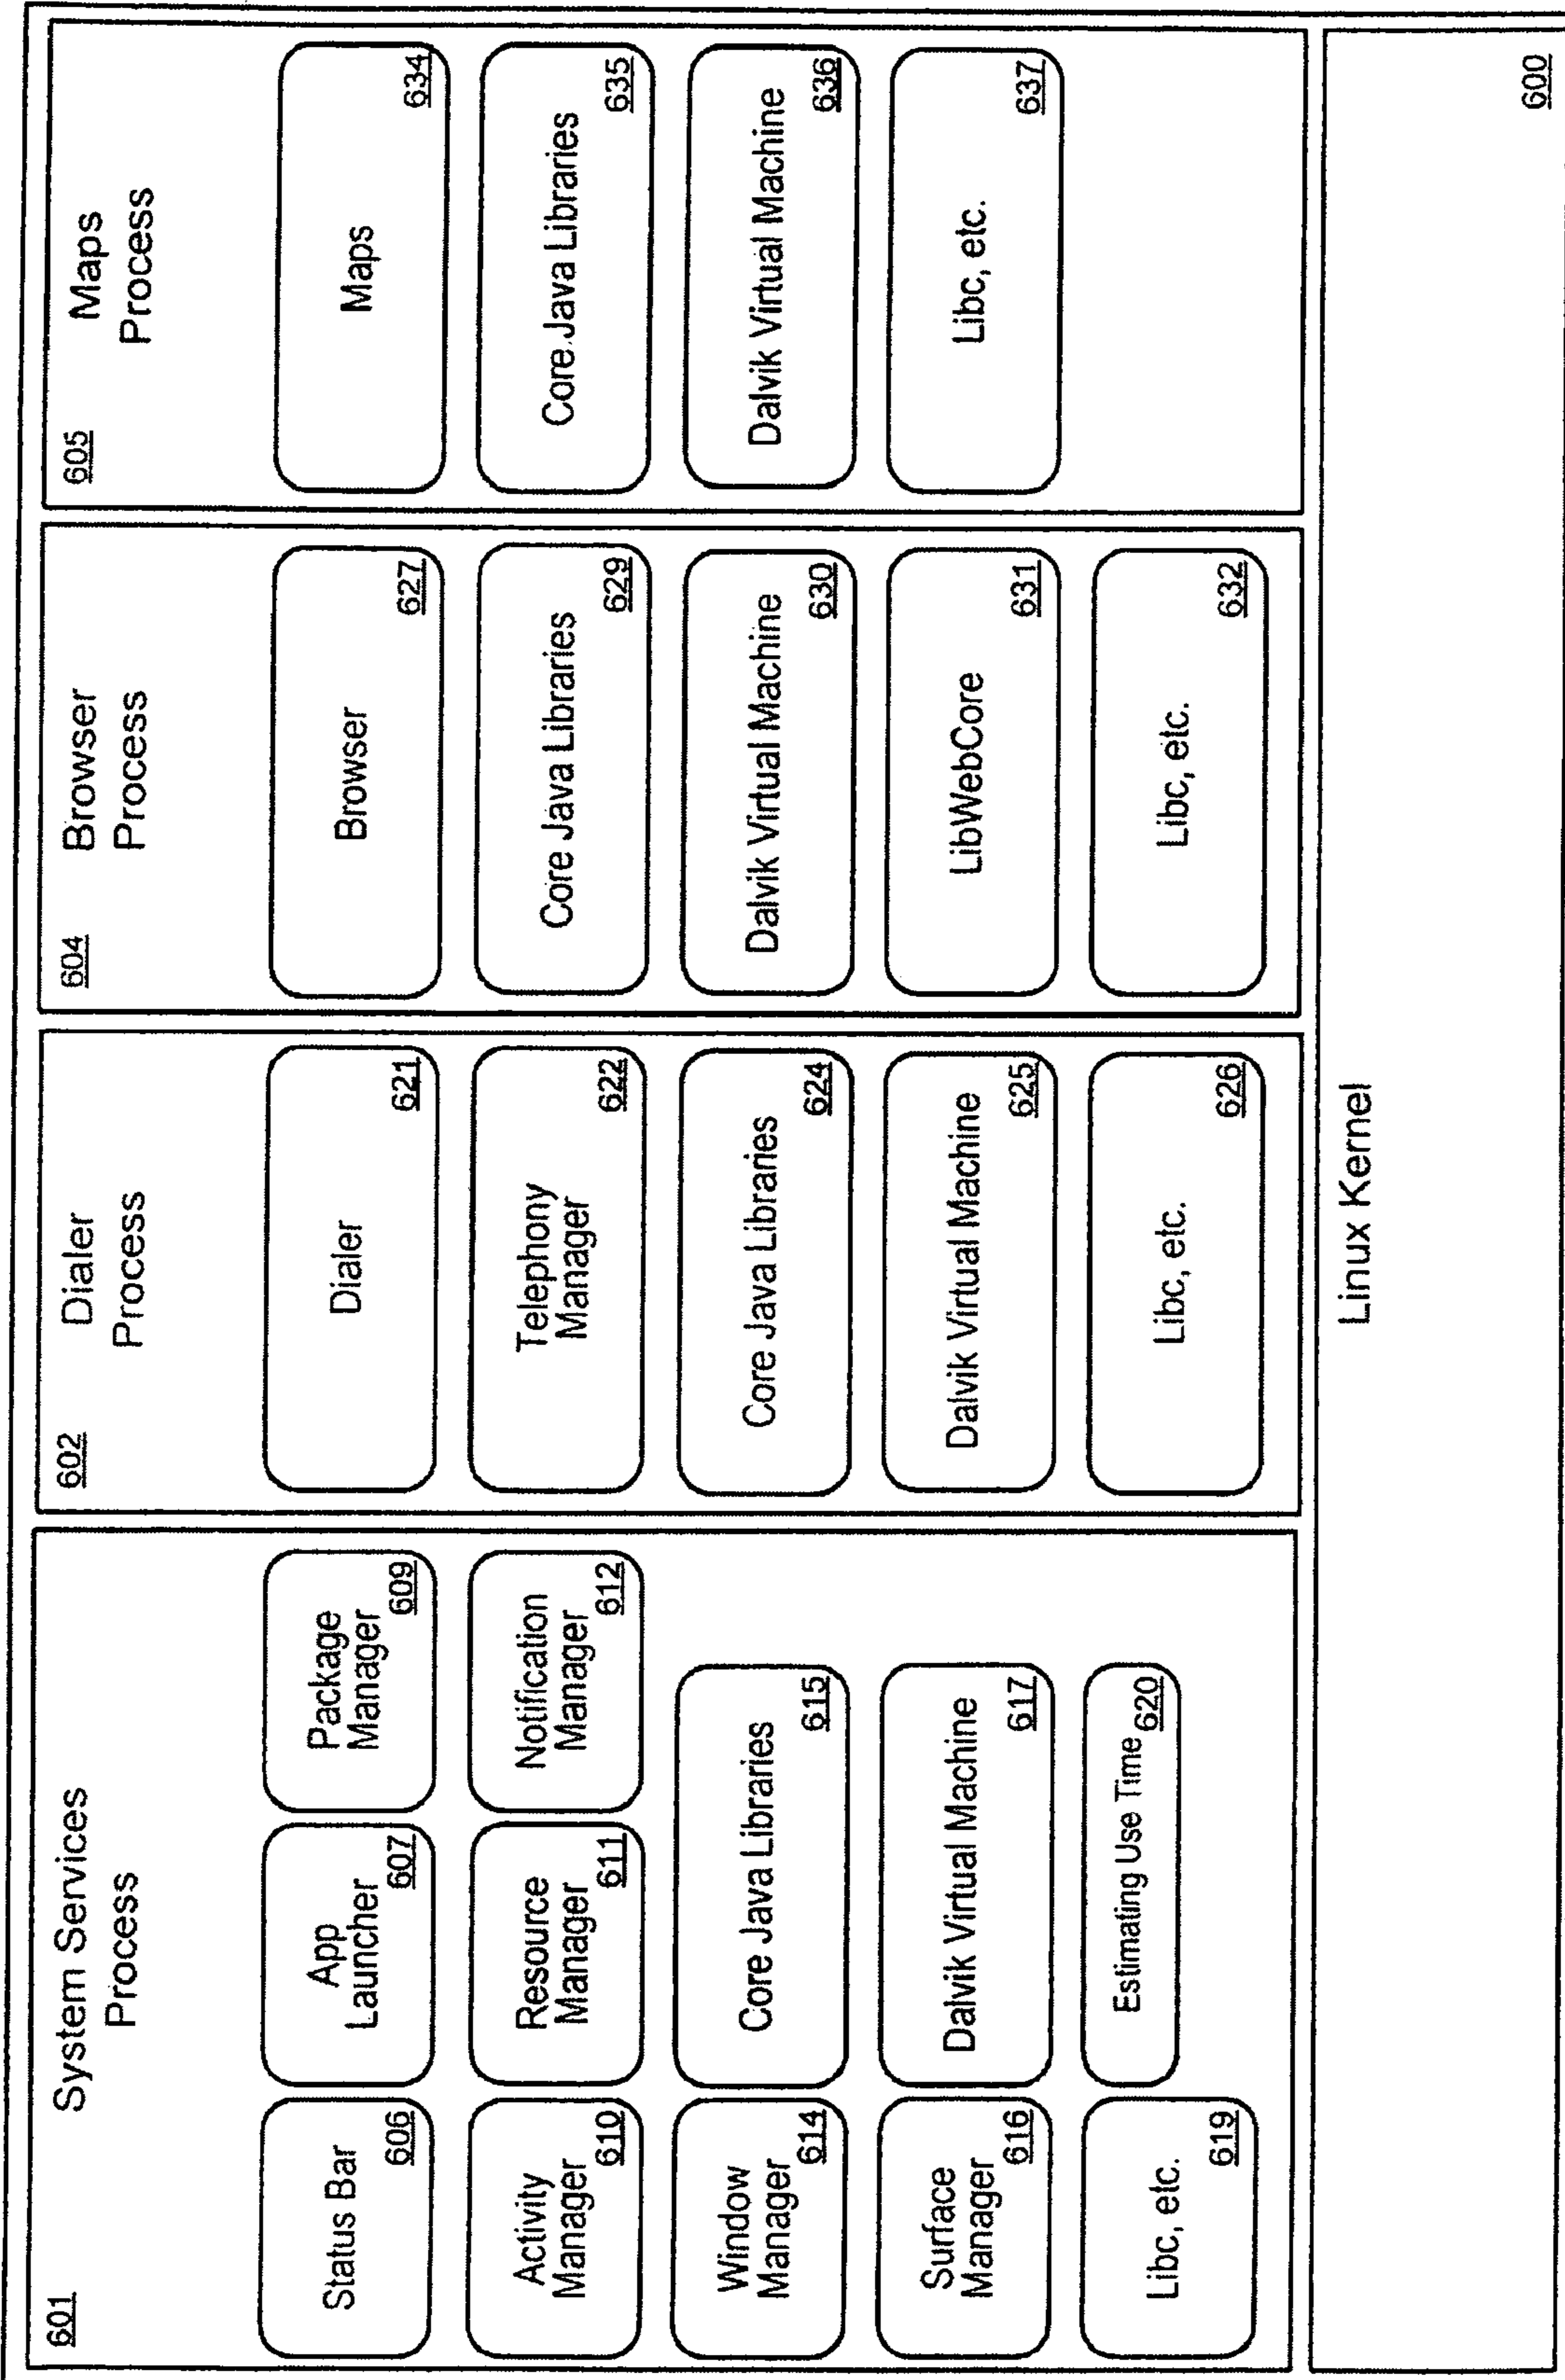 601
System Services
Process
Status Bar
606
App
Launcher
607
Package
Manager
609
Activity
Manager
610
Resource
Manager
611
Notification
Manager
612
Window
Manager
614
Core Java Libraries
615
Surface
Manager
616
Dalvik Virtual Machine
617
Libc, etc.
619
Estimating Use Time
620
602
Dialer
Process
Dialer
621
Telephony
Manager
622
Core Java Libraries
624
Dalvik Virtual Machine
625
Libc, etc.
626
604
Browser
Process
Browser
627
Core Java Libraries
629
Dalvik Virtual Machine
630
LibWebCore
631
Libc, etc.
632
605
Maps
Process
Maps
634
Core Java Libraries
635
Dalvik Virtual Machine
636
Libc, etc.
637
Linux Kernel
600